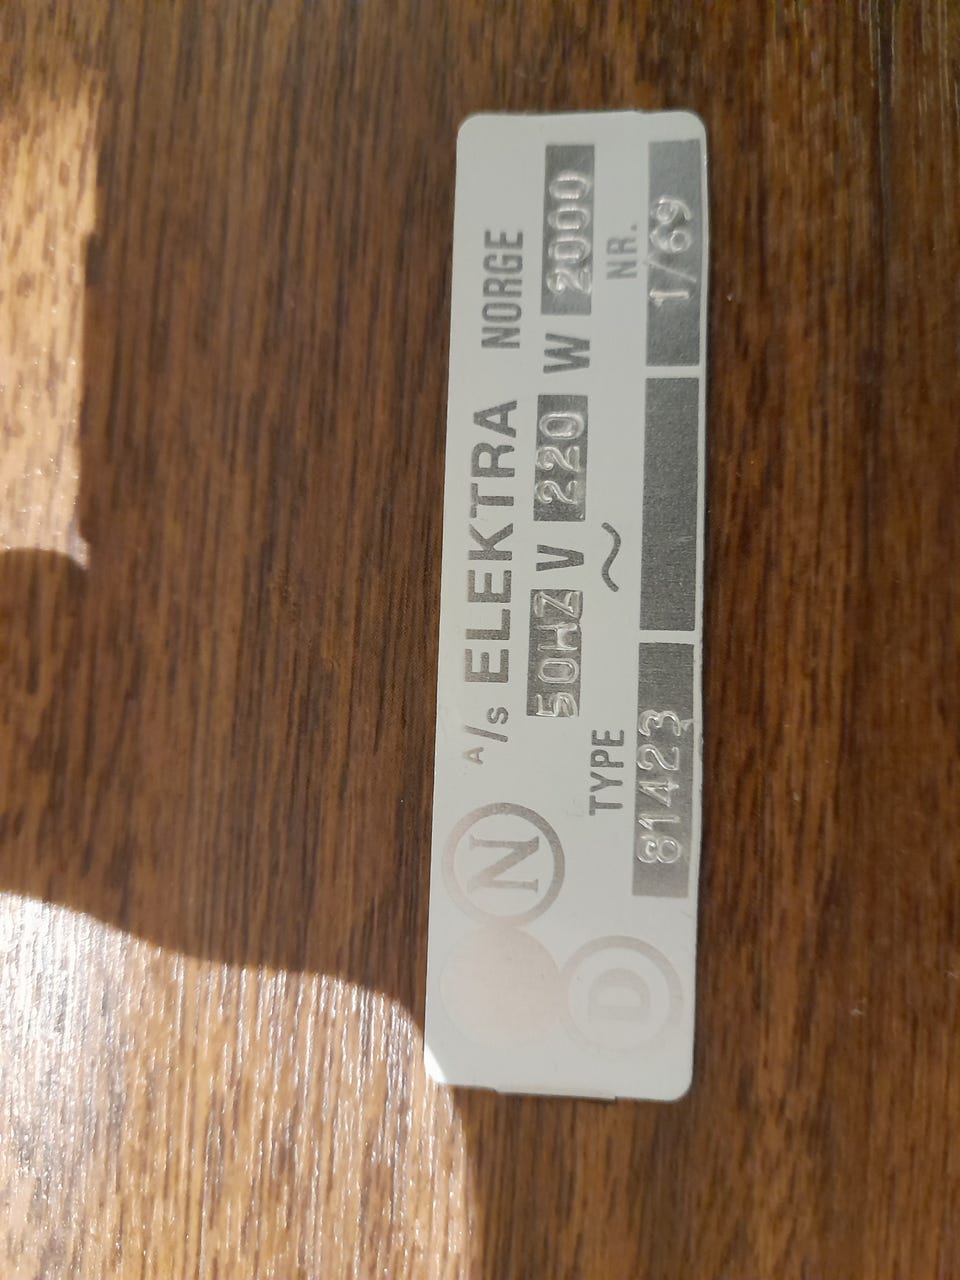 N A/S ELEKTRA NORGE
50HZ V 220 W 2000
D TYPE ~ NR.
81423 1/69